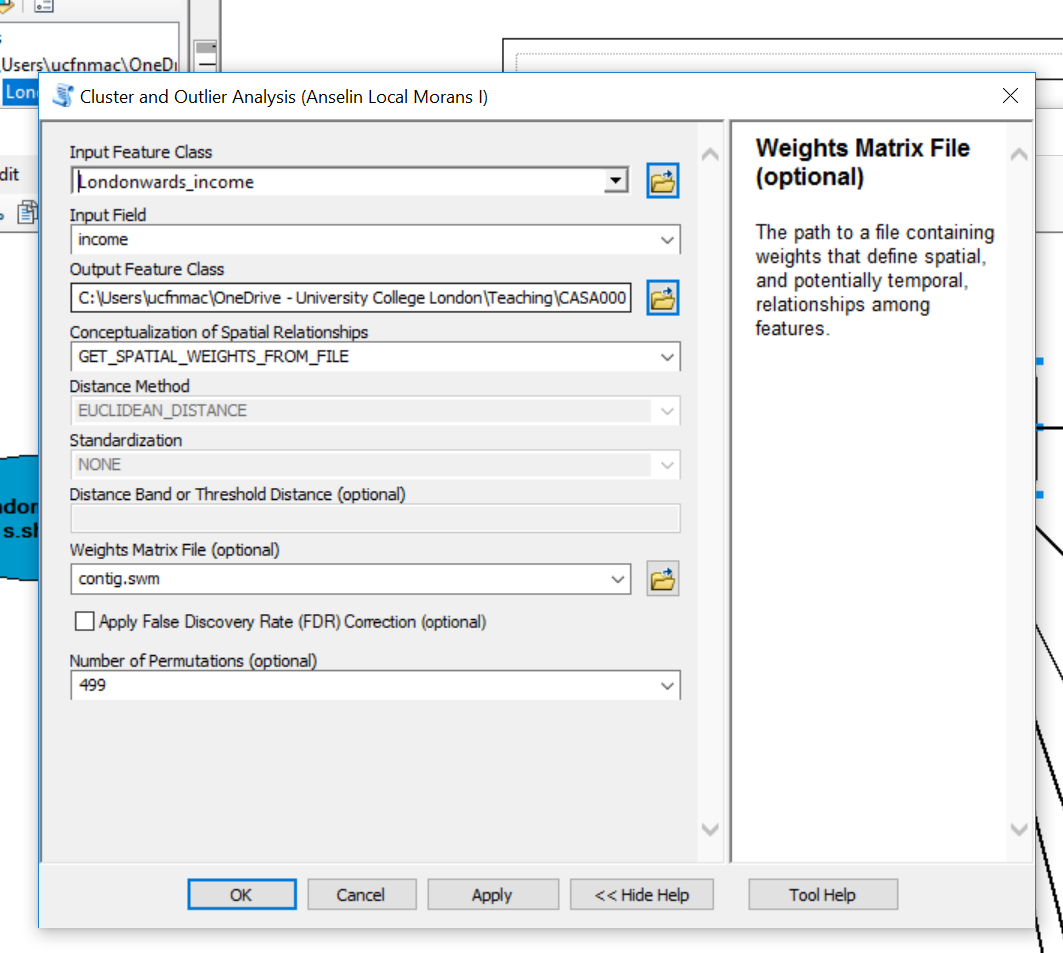 Users\ucfnmac\OneDri
Lon
Cluster and Outlier Analysis (Anselin Local Morans I)
dit
Input Feature Class
Londonwards_income
Input Field
income
Output Feature Class
C:\Users\ucfnmac\OneDrive - University College London\Teaching\CASA000
Conceptualization of Spatial Relationships
GET_SPATIAL_WEIGHTS_FROM_FILE
Distance Method
EUCLIDEAN_DISTANCE
Standardization
NONE
Distance Band or Threshold Distance (optional)
Weights Matrix File (optional)
contig.swm
Apply False Discovery Rate (FDR) Correction (optional)
Number of Permutations (optional)
499
Weights Matrix File
(optional)
The path to a file containing
weights that define spatial,
and potentially temporal,
relationships among
features.
ndon
s.sh
OK
Cancel
Apply
<< Hide Help
Tool Help